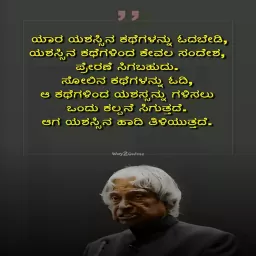 ಯಾರ ಯಶಸ್ಸಿನ ಕಥೆಗಳನ್ನು ಓದಬೇಡಿ,
ಯಶಸ್ಸಿನ ಕಥೆಗಳಿಂದ ಕೇವಲ ಸಂದೇಶ,
ಪ್ರೇರಣೆ ಸಿಗಬಹುದು.
ಸೋಲಿನ ಕಥೆಗಳನ್ನು ಓದಿ,
ಆ ಕಥೆಗಳಿಂದ ಯಶಸ್ಸನ್ನು ಗಳಿಸಲು
ಒಂದು ಕಲ್ಪನೆ ಸಿಗುತ್ತದೆ.
ಆಗ ಯಶಸ್ಸಿನ ಹಾದಿ ತಿಳಿಯುತ್ತದೆ.